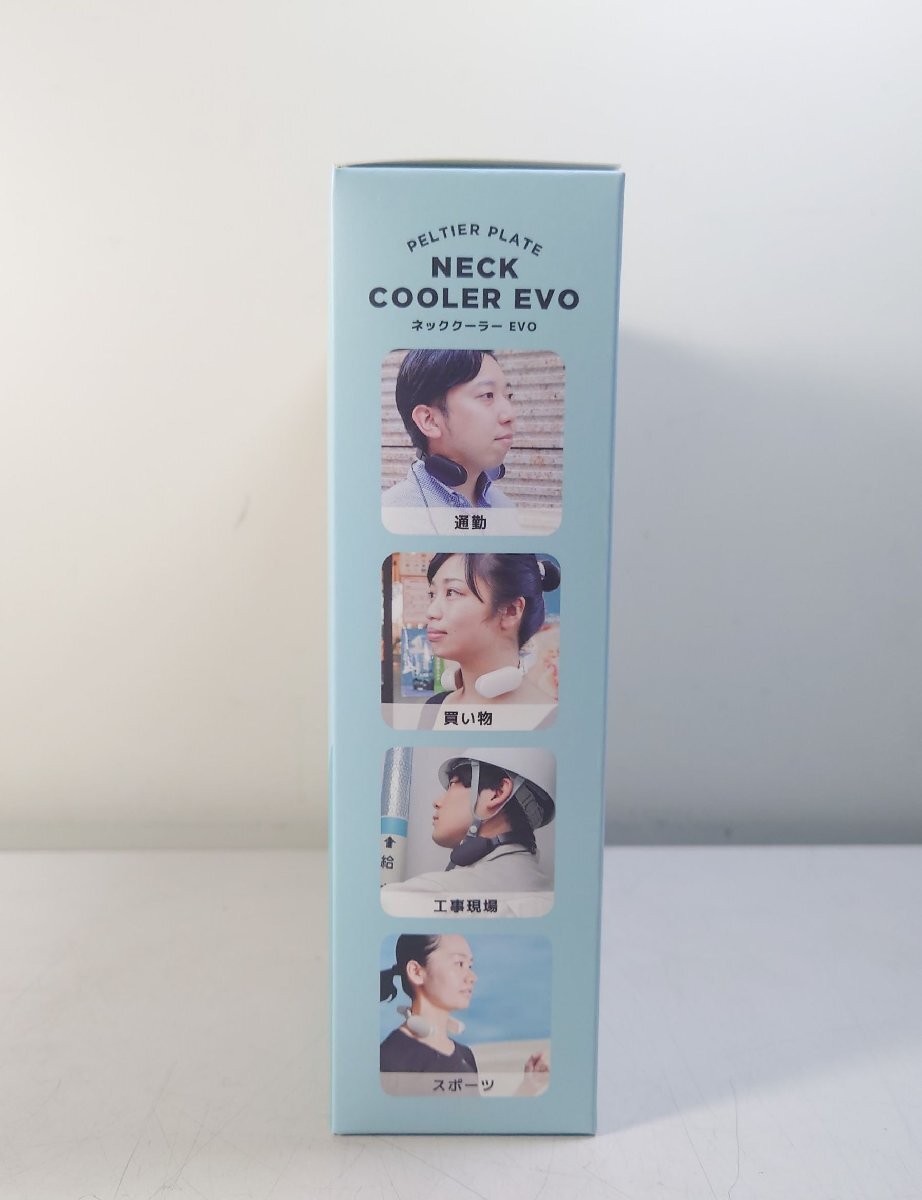 PELTIER PLATE
NECK
COOLER EVO
ネッククーラー EVO
通勤
買い物
給
工事現場
スポーツ